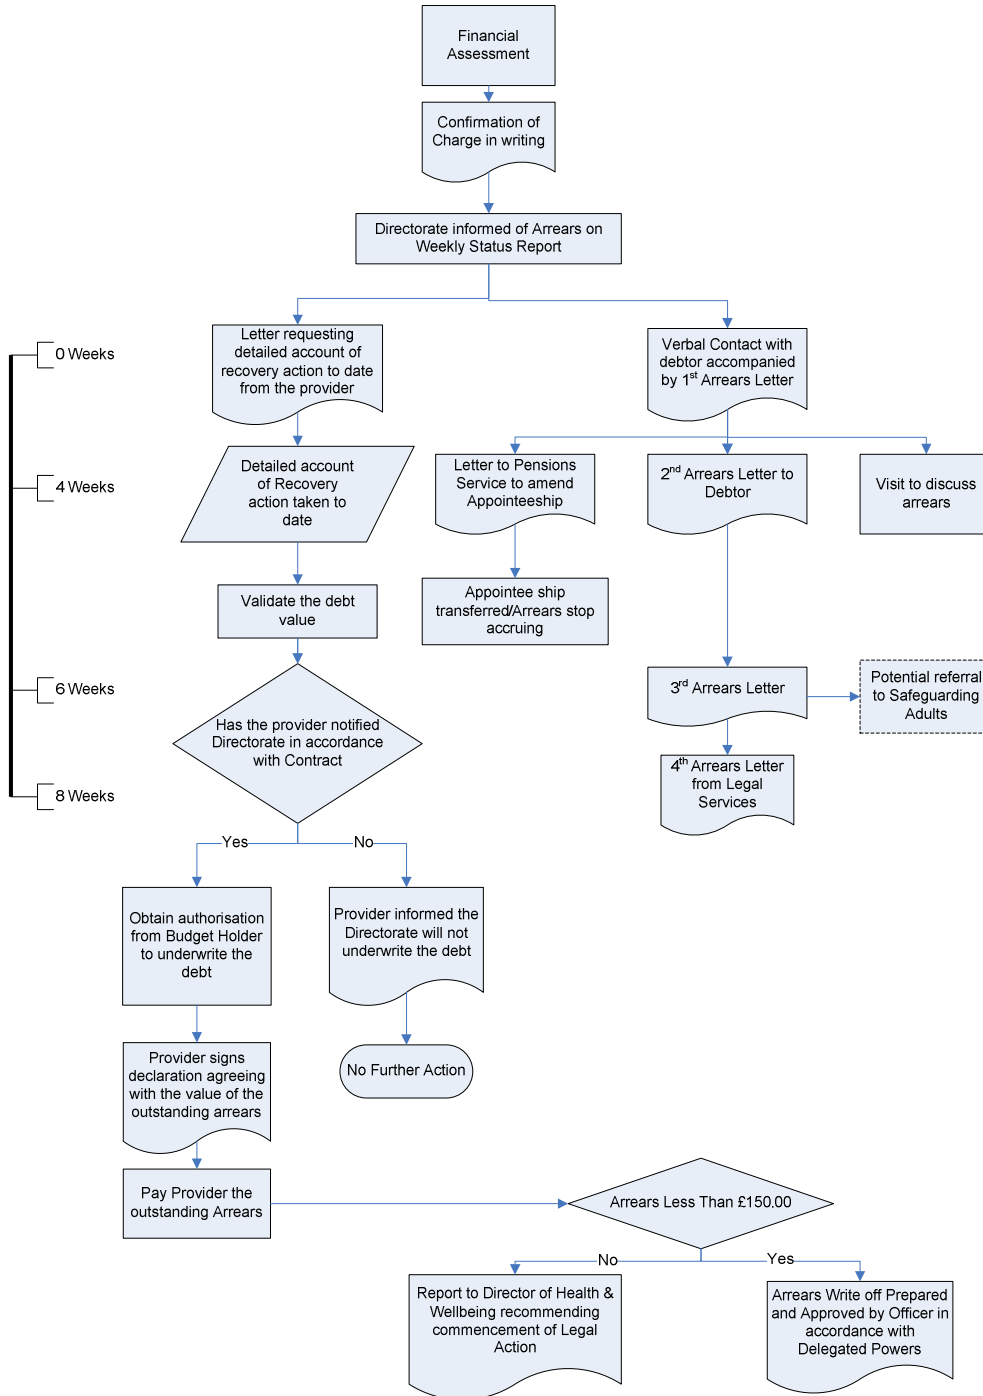 Financial
Assessment
Confirmation of
Charge in writing
Directorate informed of Arrears on
Weekly Status Report
0 Weeks
Letter requesting
detailed account of
recovery action to date
from the provider
Verbal Contact with
debtor accompanied
by 1st Arrears Letter
4 Weeks
Detailed account
of Recovery
action taken to
date
Letter to Pensions
Service to amend
Appointeeship
2nd Arrears Letter to
Debtor
Visit to discuss
arrears
Validate the debt
value
Appointee ship
transferred/Arrears stop
accruing
6 Weeks
Has the provider notified
Directorate in accordance
with Contract
3rd Arrears Letter
Potential referral
to Safeguarding
Adults
8 Weeks
4th Arrears Letter
from Legal
Services
Yes
No
Obtain authorisation
from Budget Holder
to underwrite the
debt
Provider informed the
Directorate will not
underwrite the debt
Provider signs
declaration agreeing
with the value of the
outstanding arrears
No Further Action
Pay Provider the
outstanding Arrears
Arrears Less Than £150.00
No
Yes
Report to Director of Health &
Wellbeing recommending
commencement of Legal
Action
Arrears Write off Prepared
and Approved by Officer in
accordance with
Delegated Powers